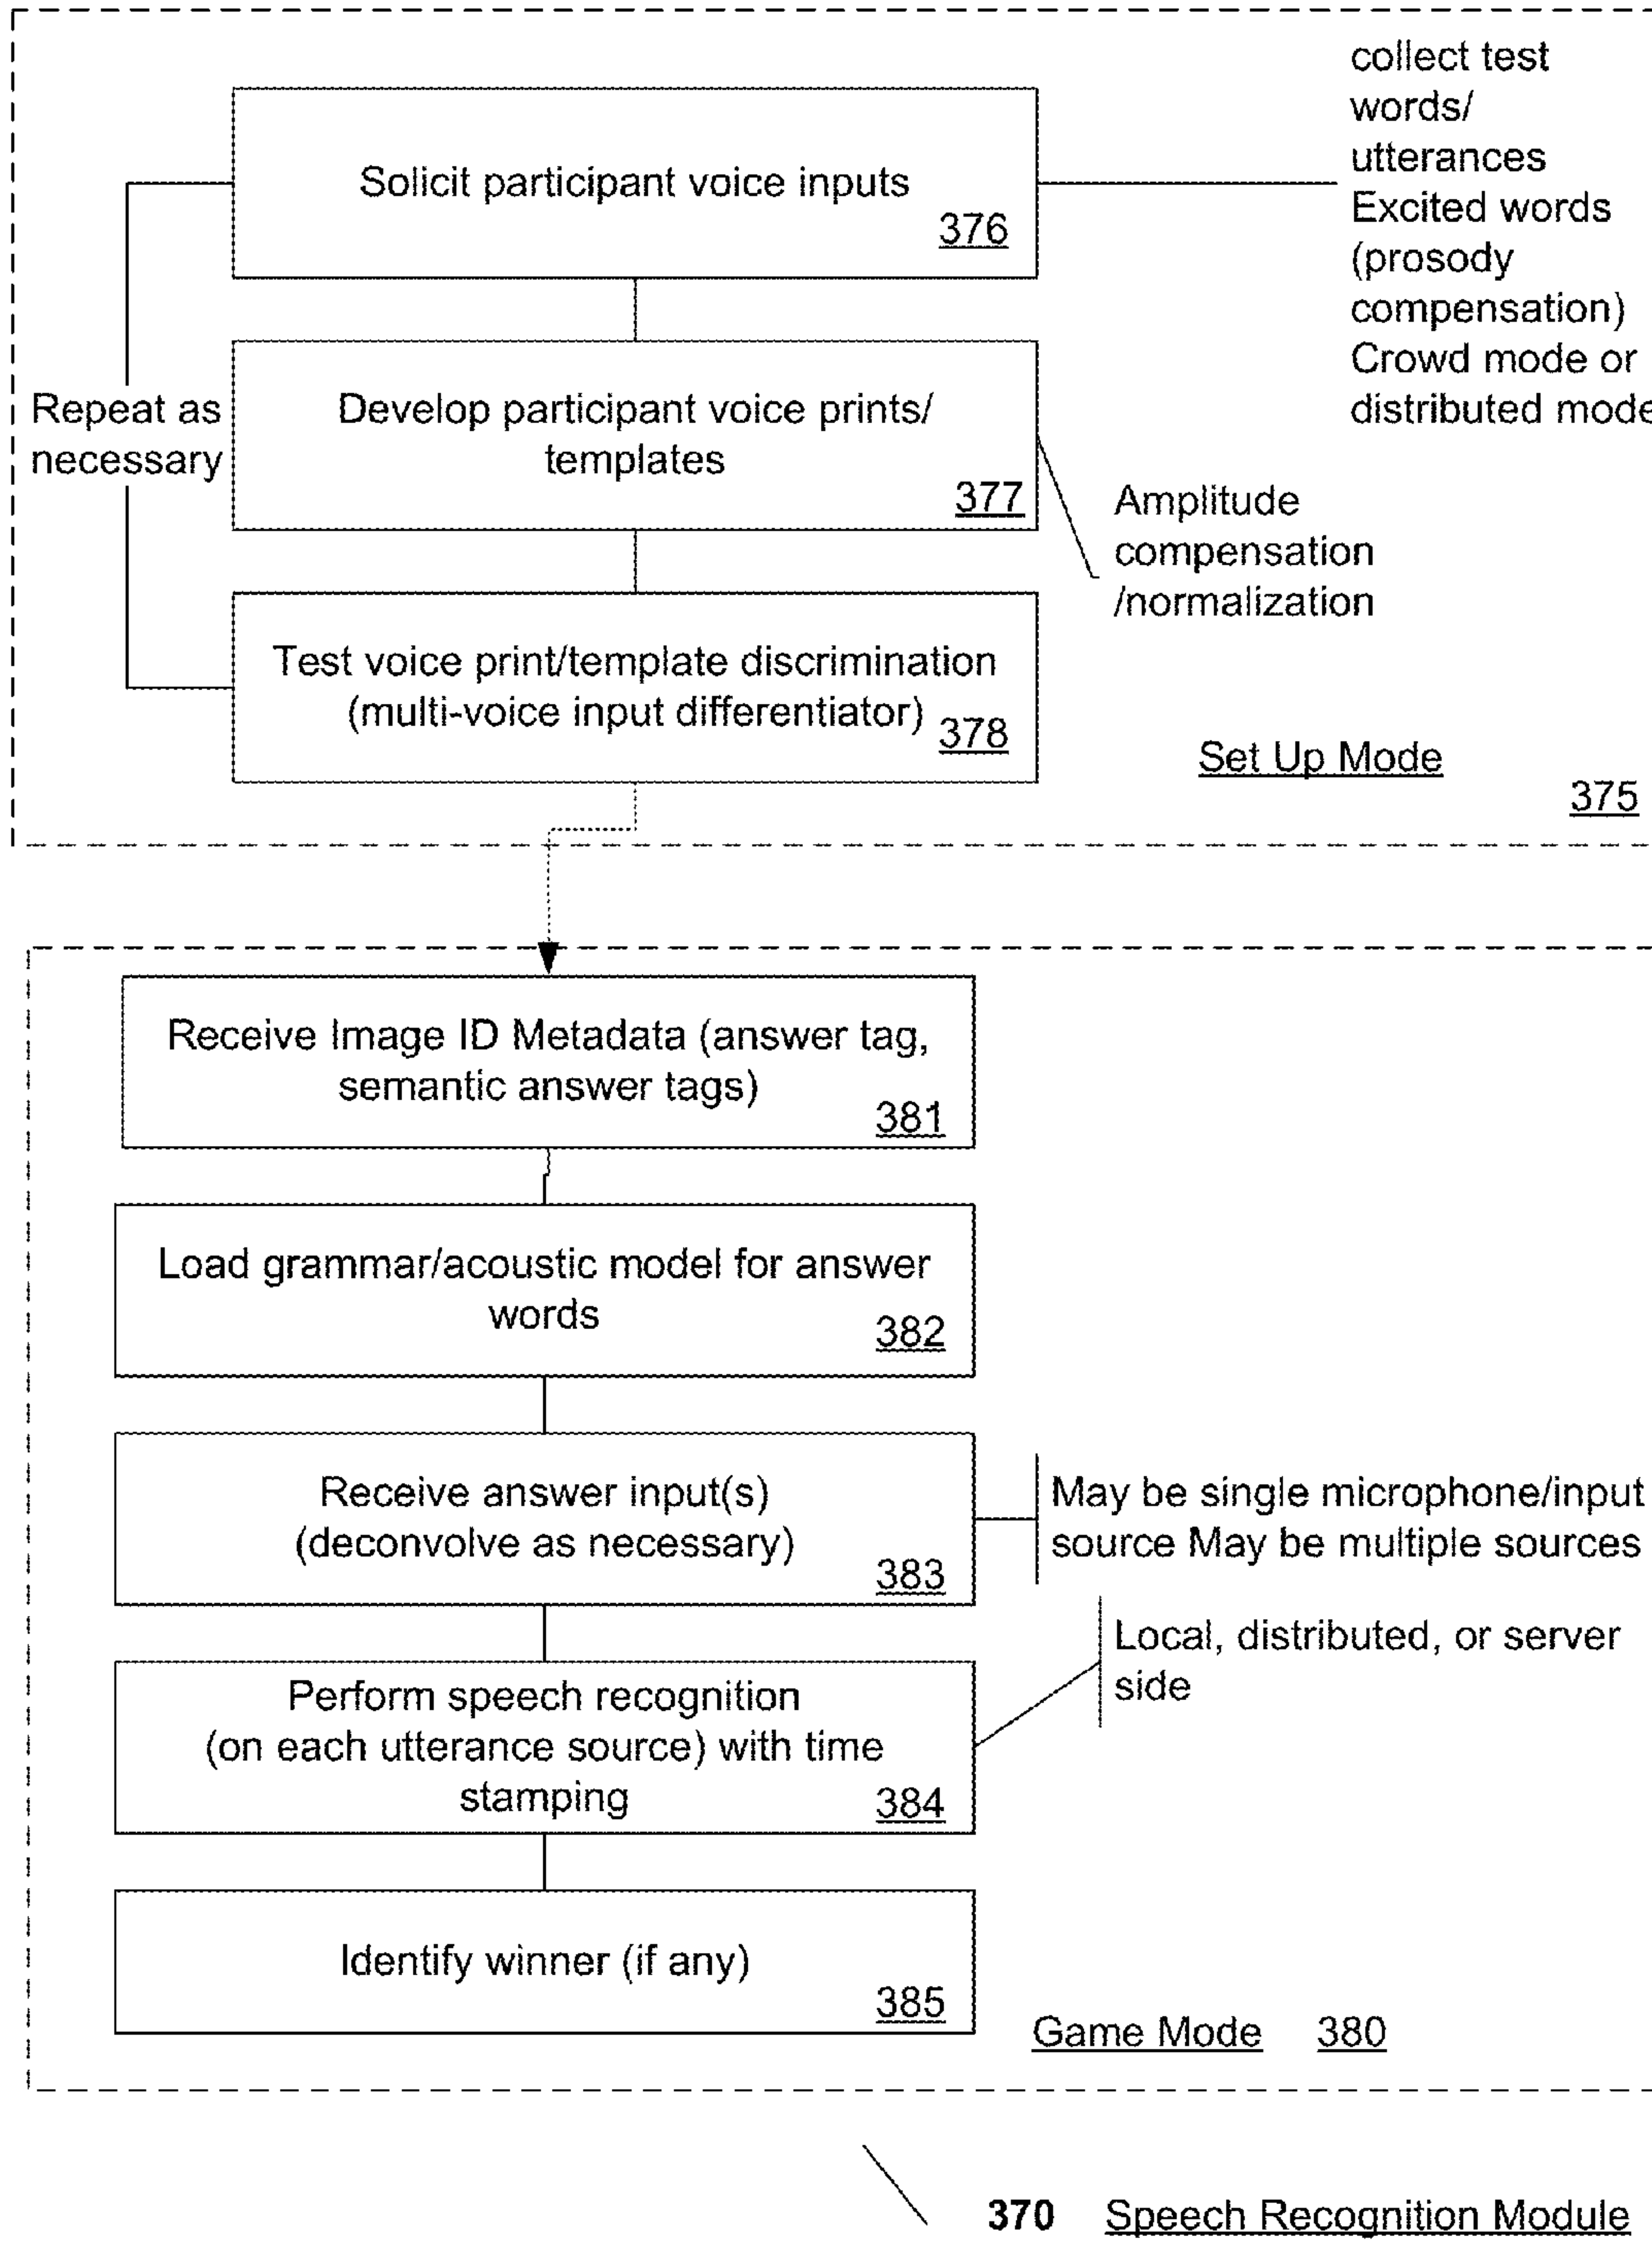 collect test
words/
utterances
Excited words
(prosody
compensation)
Crowd mode or
distributed mode
Solicit participant voice inputs
376
Repeat as
necessary
Develop participant voice prints/
templates
377
Amplitude
compensation
/normalization
Test voice print/template discrimination
(multi-voice input differentiator)
378
Set Up Mode
375
Receive Image ID Metadata (answer tag,
semantic answer tags)
381
Load grammar/acoustic model for answer
words
382
Receive answer input(s)
(deconvolve as necessary)
383
May be single microphone/input
source May be multiple sources
Local, distributed, or server
side
Perform speech recognition
(on each utterance source) with time
stamping
384
Identify winner (if any)
385
Game Mode 380
370 Speech Recognition Module